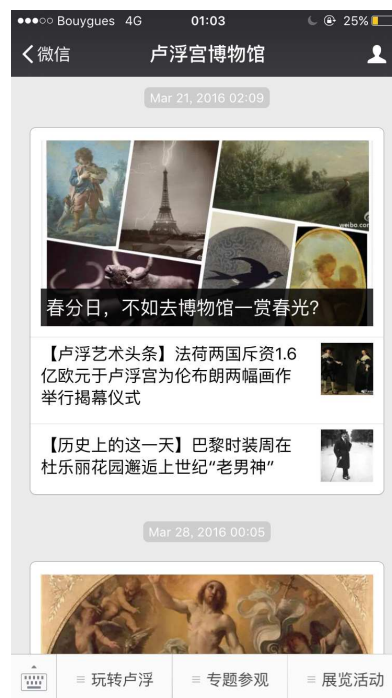 Bouygues 4G 01:03 25%
微信 卢浮宫博物馆
Mar 21, 2016 02:09
weibo.com
春分日，不如去博物馆一赏春光？
【卢浮艺术头条】法荷两国斥资1.6
亿欧元于卢浮宫为伦布朗两幅画作
举行揭幕仪式
【历史上的这一天】巴黎时装周在
杜乐丽花园邂逅上世纪“老男神”
Mar 28, 2016 00:05
玩转卢浮 专题参观 展览活动